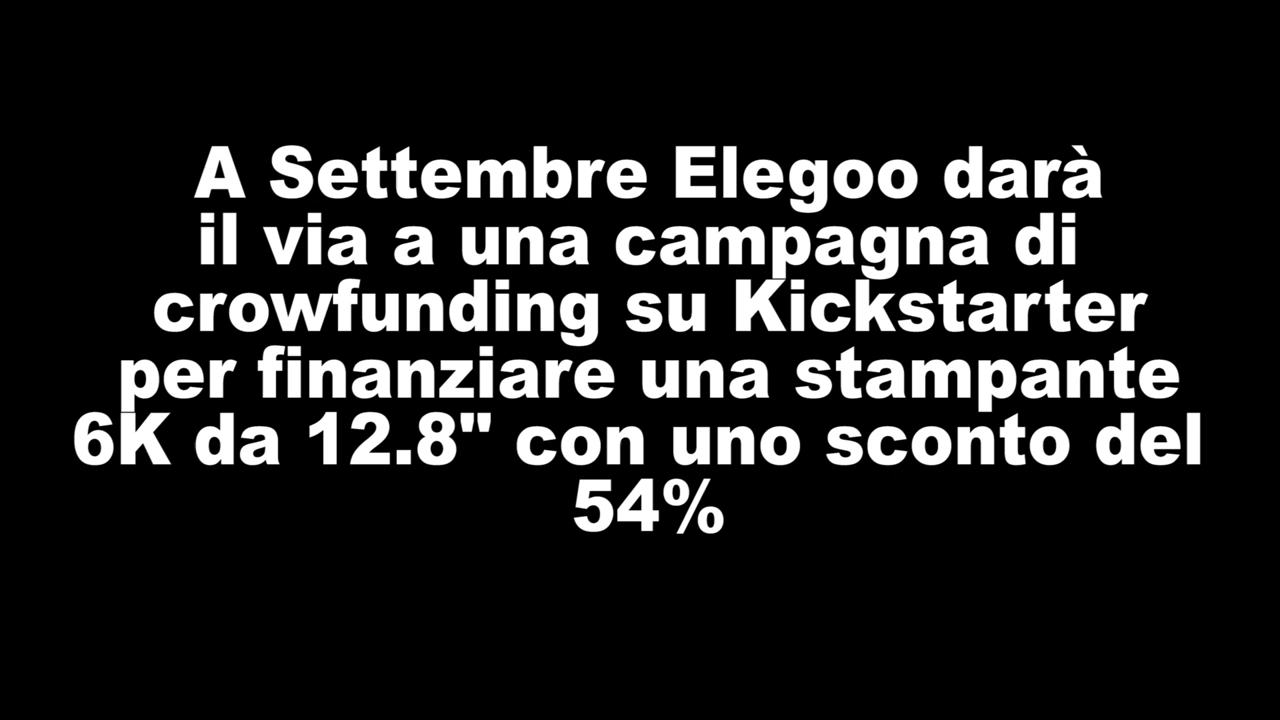 A Settembre Elegoo darà
il via a una campagna di
crowfunding su Kickstarter
per finanziare una stampante
6K da 12.8" con uno sconto del
54%